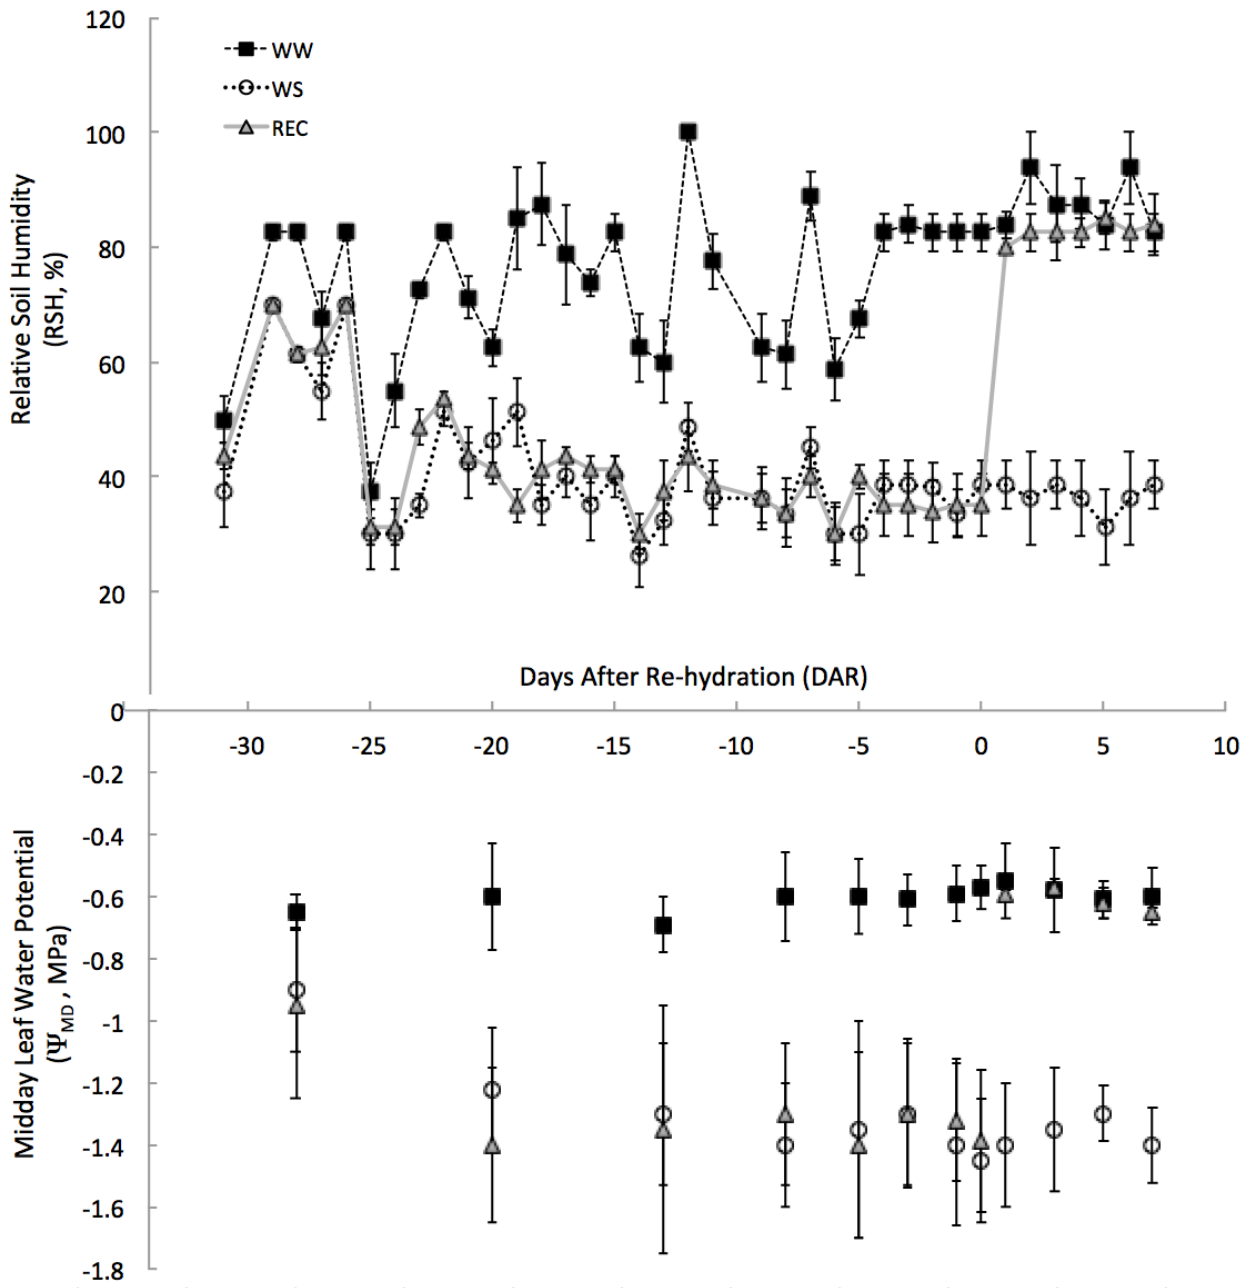 120
100
80
60
40
20
WW
WS
REC
Relative Soil Humidity
(RSH, %)
Days After Re-hydration (DAR)
-30 -25 -20 -15 -10 -5 0 5 10
0
-0.2
-0.4
-0.6
-0.8
-1
-1.2
-1.4
-1.6
-1.8
Midday Leaf Water Potential
(Ψ_MD , MPa)